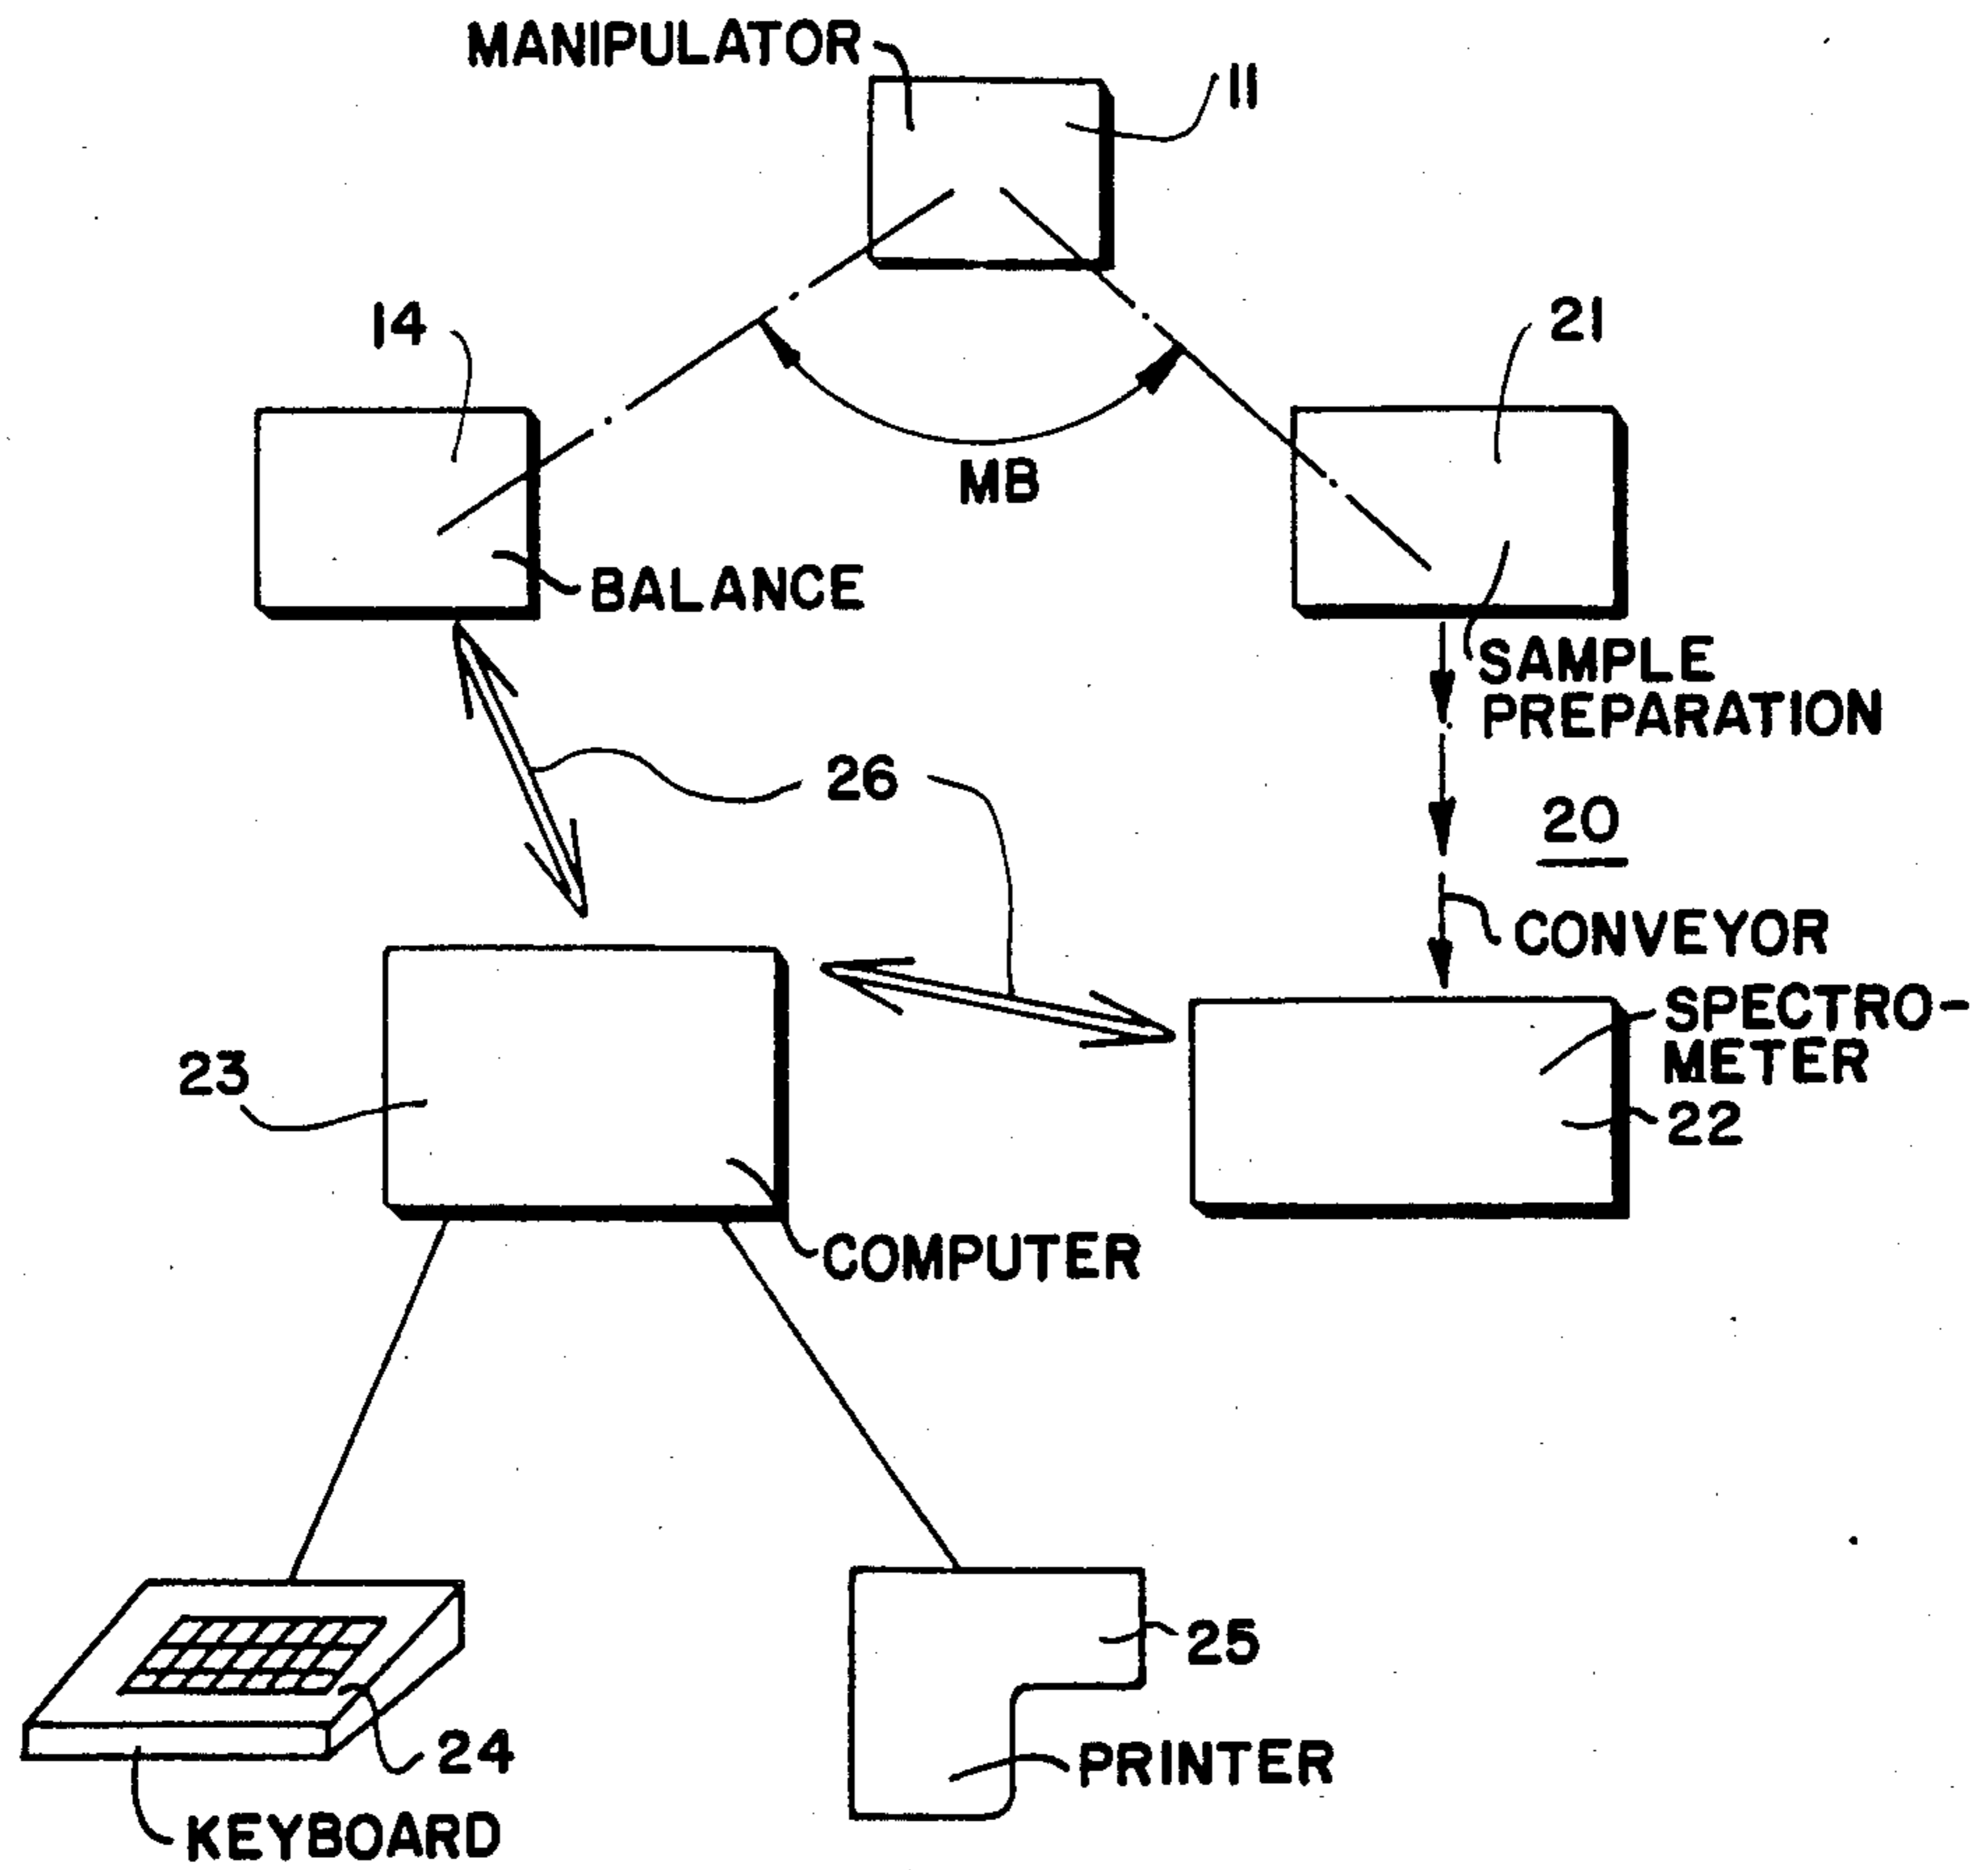 MANIPULATOR
11
14
21
MB
BALANCE
SAMPLE
PREPARATION
26
20
CONVEYOR
SPECTRO-
METER
23
22
COMPUTER
25
24
PRINTER
KEYBOARD